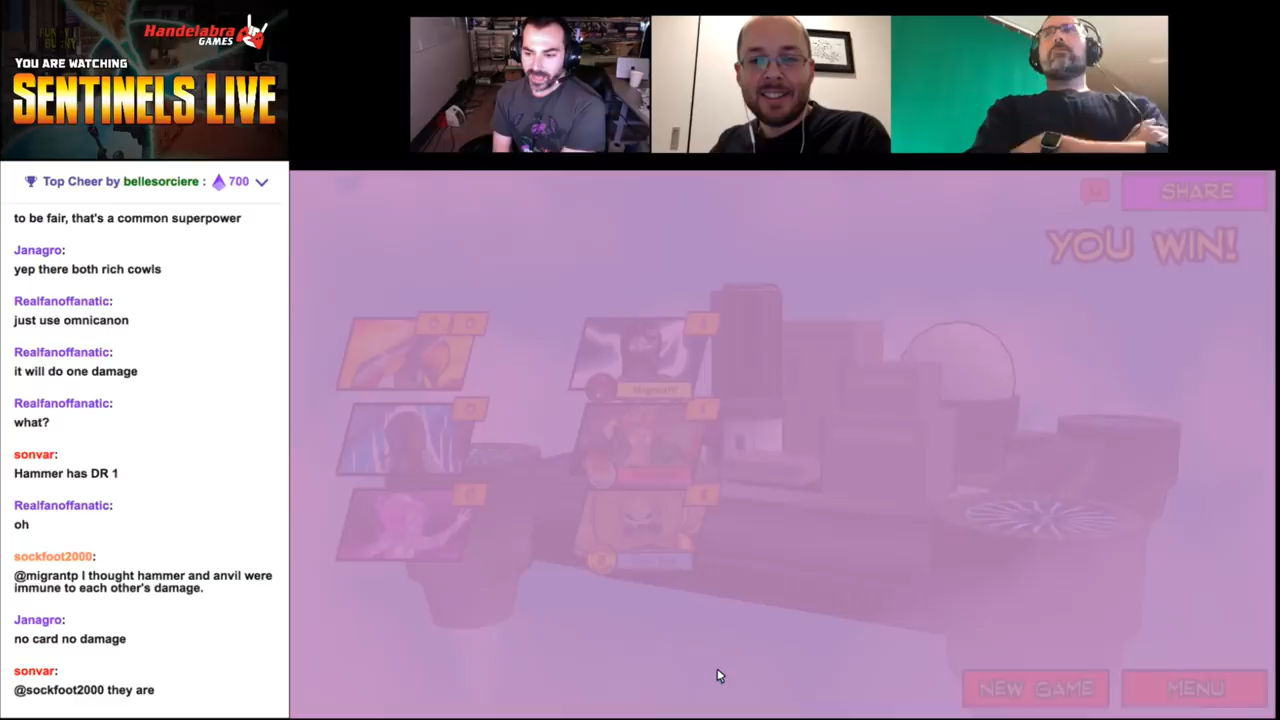 Handelabra
GAMES
YOU ARE WATCHING
SENTINELS LIVE
Top Cheer by bellesorciere : 700
to be fair, that's a common superpower
Janagro:
yep there both rich cowls
Realfanoffanatic:
just use omnicanon
Realfanoffanatic:
it will do one damage
Realfanoffanatic:
what?
sonvar:
Hammer has DR 1
Realfanoffanatic:
oh
sockfoot2000:
@migrantp I thought hammer and anvil were
immune to each other's damage.
Janagro:
no card no damage
sonvar:
@sockfoot2000 they are
SHARE
YOU WIN!
NEW GAME
MENU